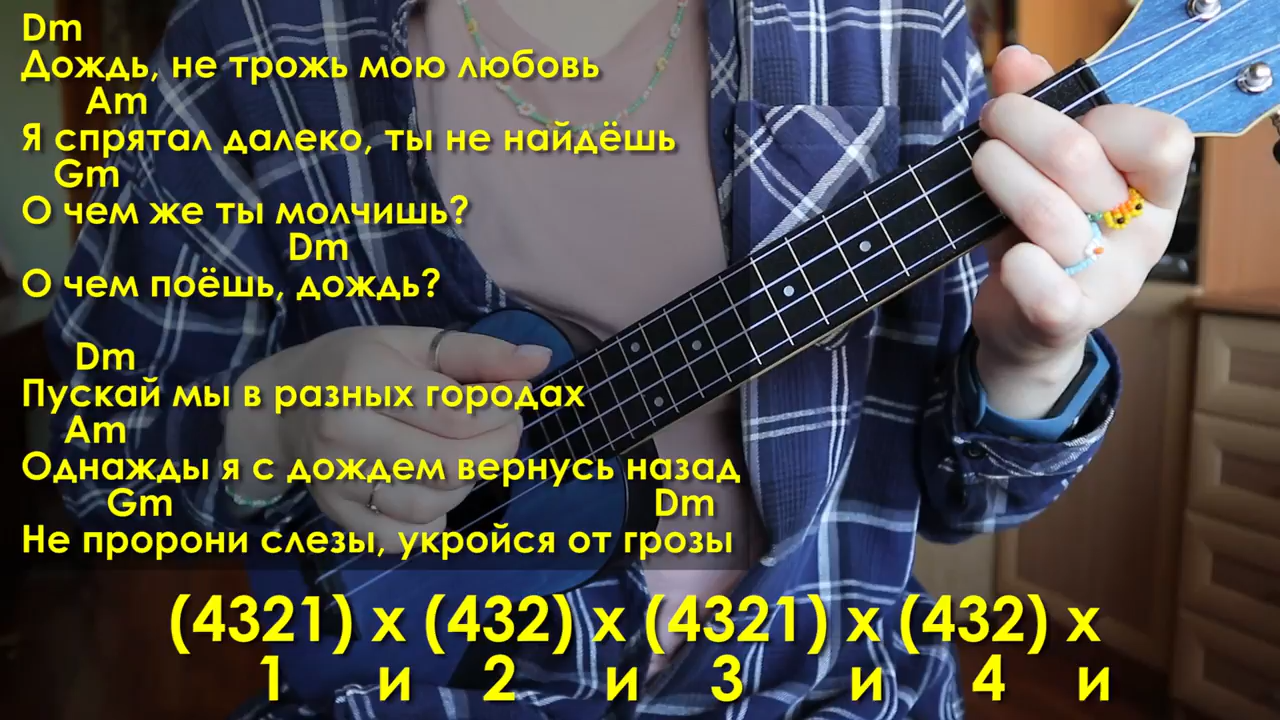 Dm
Дождь, не трожь мою любовь
Am
Я спрятал далеко, ты не найдёшь
Gm
О чем же ты молчишь?
Dm
О чем поёшь, дождь?
Dm
Пускай мы в разных городах
Am
Однажды я с дождем вернусь назад
Gm Dm
Не пророни слезы, укройся от грозы
(4321) x (432) x (4321) x (432) x
1 и 2 и 3 и 4 и